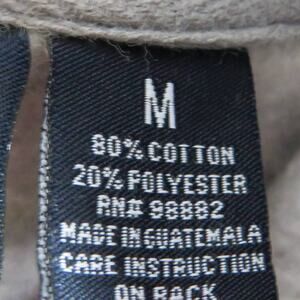 M
80% COTTON
20% POLYESTER
RN# 98882
MADE IN GUATEMALA
CARE INSTRUCTION
ON BACK